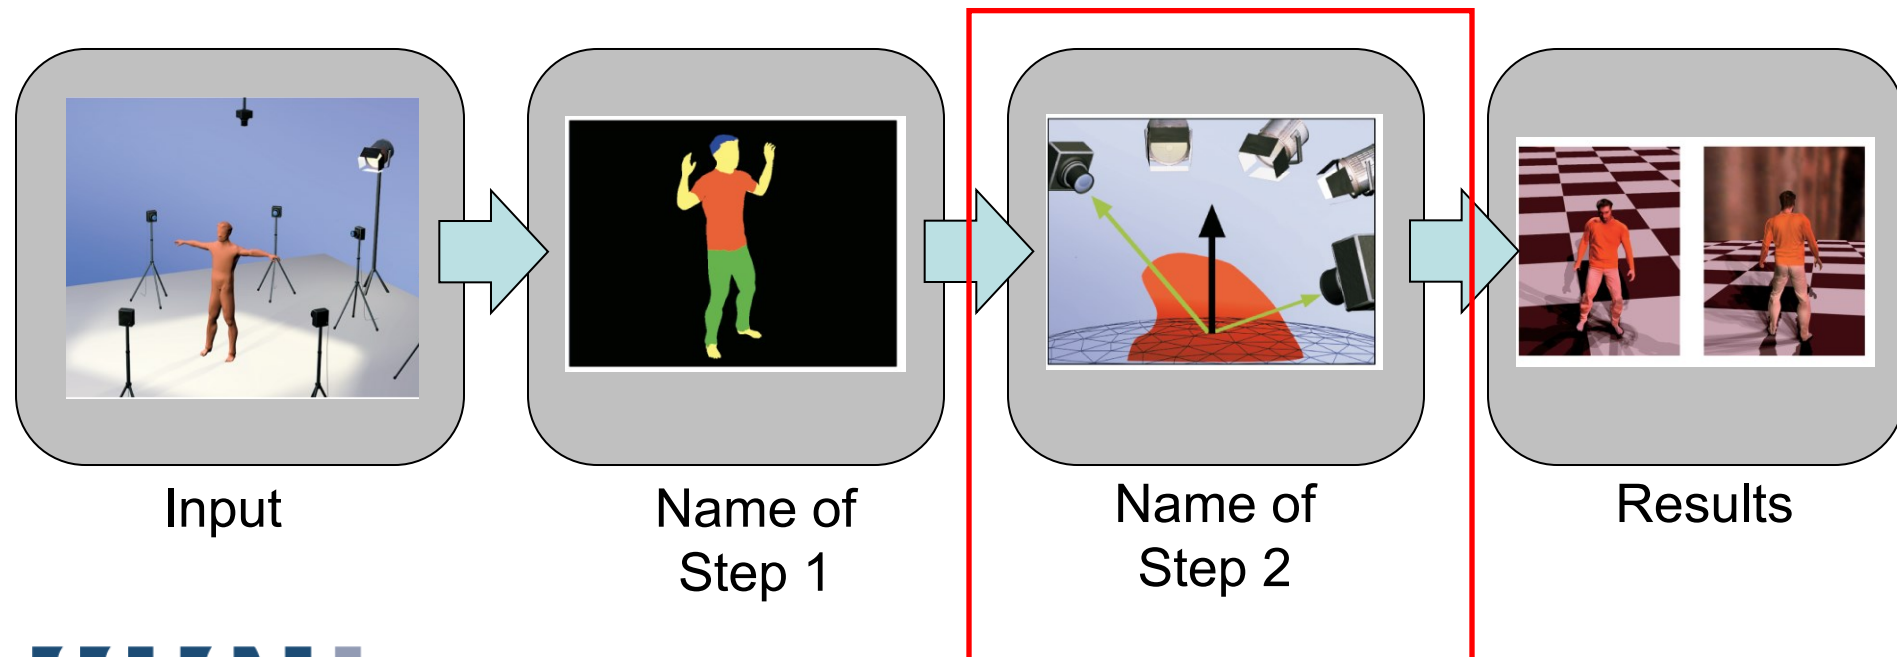 Input
Name of
Step 1
Name of
Step 2
Results